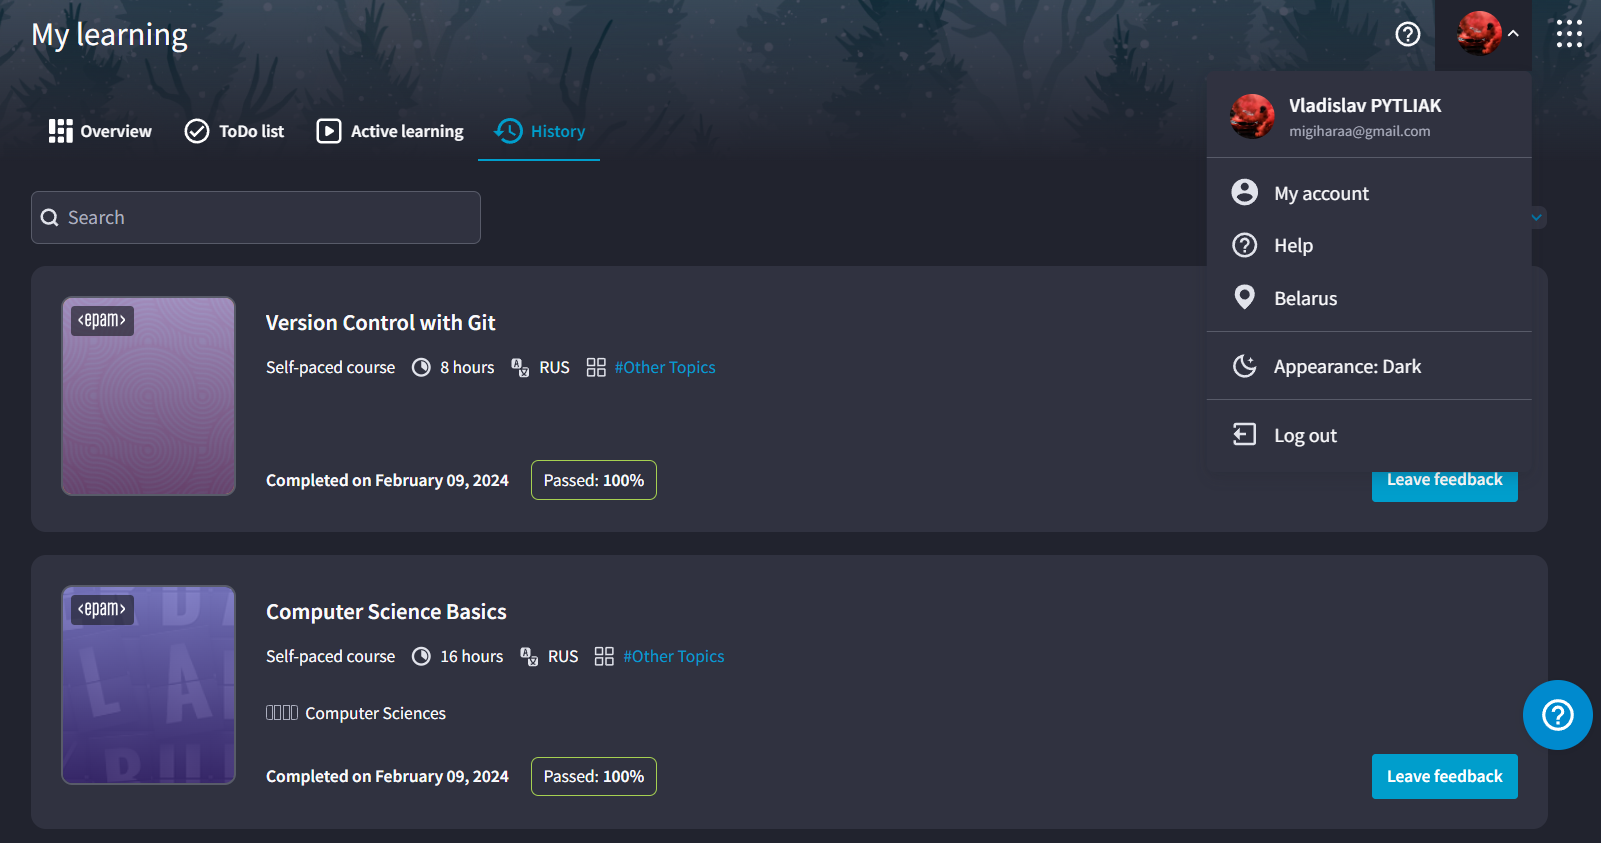 My learning
Overview
ToDo list
Active learning
History
Vladislav PYTLIAK
migiharaa@gmail.com
My account
Help
Belarus
Appearance: Dark
Log out
Search
<epam>
Version Control with Git
Self-paced course 8 hours RUS #Other Topics
Completed on February 09, 2024 Passed: 100%
Leave feedback
<epam>
Computer Science Basics
Self-paced course 16 hours RUS #Other Topics
Computer Sciences
Completed on February 09, 2024 Passed: 100%
Leave feedback